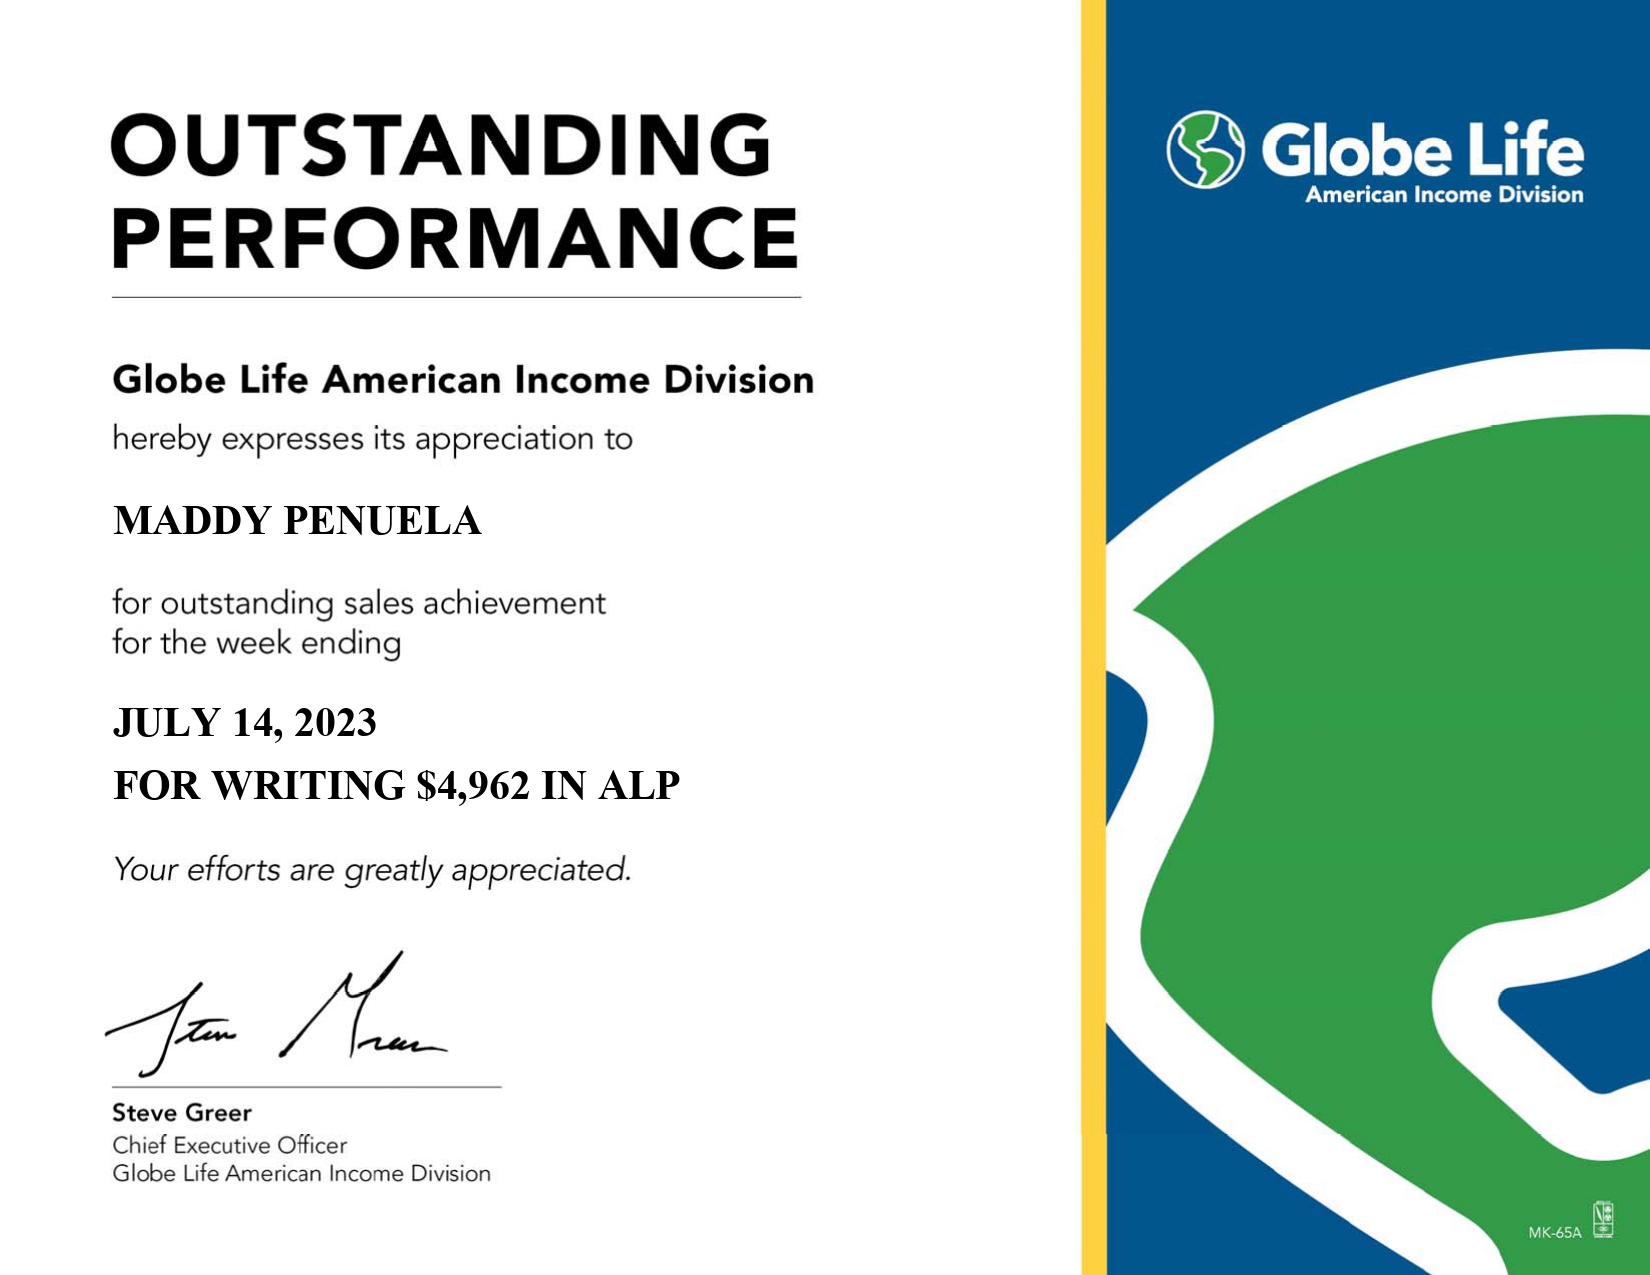 OUTSTANDING
PERFORMANCE
Globe Life American Income Division
hereby expresses its appreciation to
MADDY PENUELA
for outstanding sales achievement
for the week ending
JULY 14, 2023
FOR WRITING $4,962 IN ALP
Your efforts are greatly appreciated.
Steve Greer
Steve Greer
Chief Executive Officer
Globe Life American Income Division
Globe Life
American Income Division
MK-65A